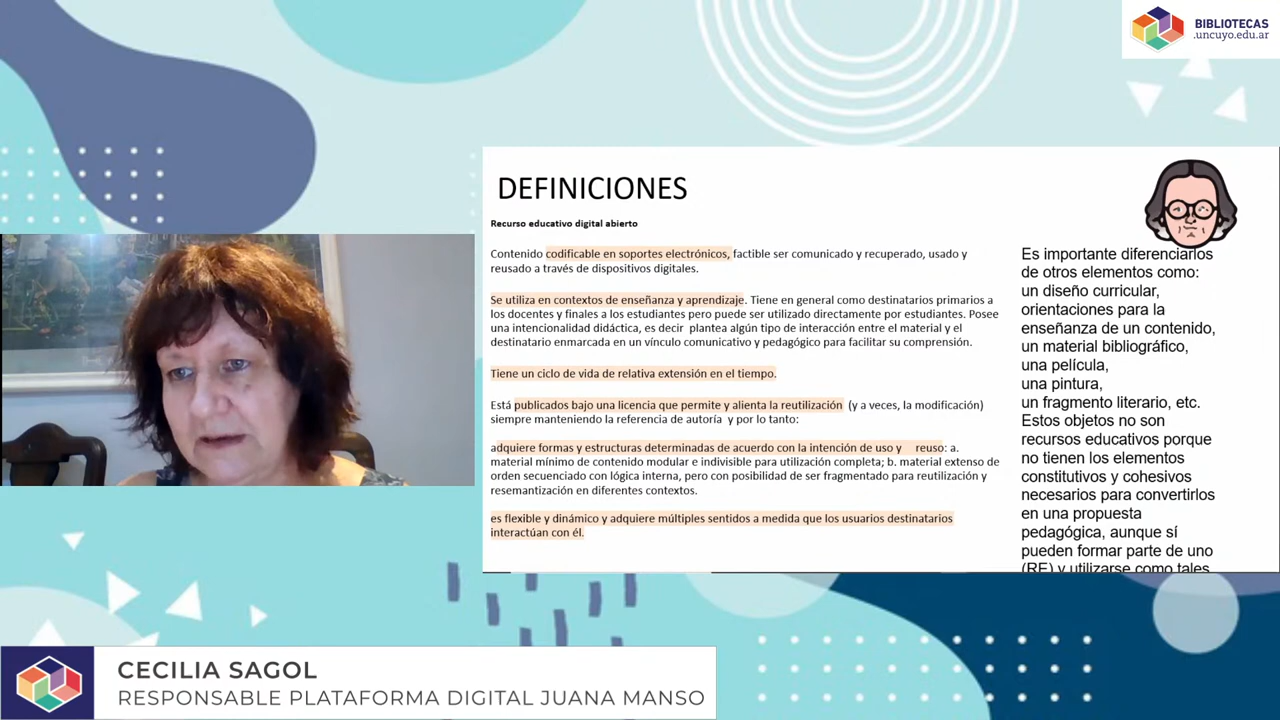 BIBLIOTECAS
.uncuyo.edu.ar
DEFINICIONES
Recurso educativo digital abierto
Contenido codificable en soportes electrónicos, factible ser comunicado y recuperado, usado y
reusado a través de dispositivos digitales.
Se utiliza en contextos de enseñanza y aprendizaje. Tiene en general como destinatarios primarios a
los docentes y finales a los estudiantes pero puede ser utilizado directamente por estudiantes. Posee
una intencionalidad didáctica, es decir plantea algún tipo de interacción entre el material y el
destinatario enmarcada en un vínculo comunicativo y pedagógico para facilitar su comprensión.
Tiene un ciclo de vida de relativa extensión en el tiempo.
Está publicados bajo una licencia que permite y alienta la reutilización (y a veces, la modificación)
siempre manteniendo la referencia de autoría y por lo tanto:
adquiere formas y estructuras determinadas de acuerdo con la intención de uso y reuso: a.
material mínimo de contenido modular e indivisible para utilización completa; b. material extenso de
orden secuenciado con lógica interna, pero con posibilidad de ser fragmentado para reutilización y
resemantización en diferentes contextos.
es flexible y dinámico y adquiere múltiples sentidos a medida que los usuarios destinatarios
interactúan con él.
Es importante diferenciarlos
de otros elementos como:
un diseño curricular,
orientaciones para la
enseñanza de un contenido,
un material bibliográfico,
una película,
una pintura,
un fragmento literario, etc.
Estos objetos no son
recursos educativos porque
no tienen los elementos
constitutivos y cohesivos
necesarios para convertirlos
en una propuesta
pedagógica, aunque sí
pueden formar parte de uno
(RE) y utilizarse como tales
CECILIA SAGOL
RESPONSABLE PLATAFORMA DIGITAL JUANA MANSO